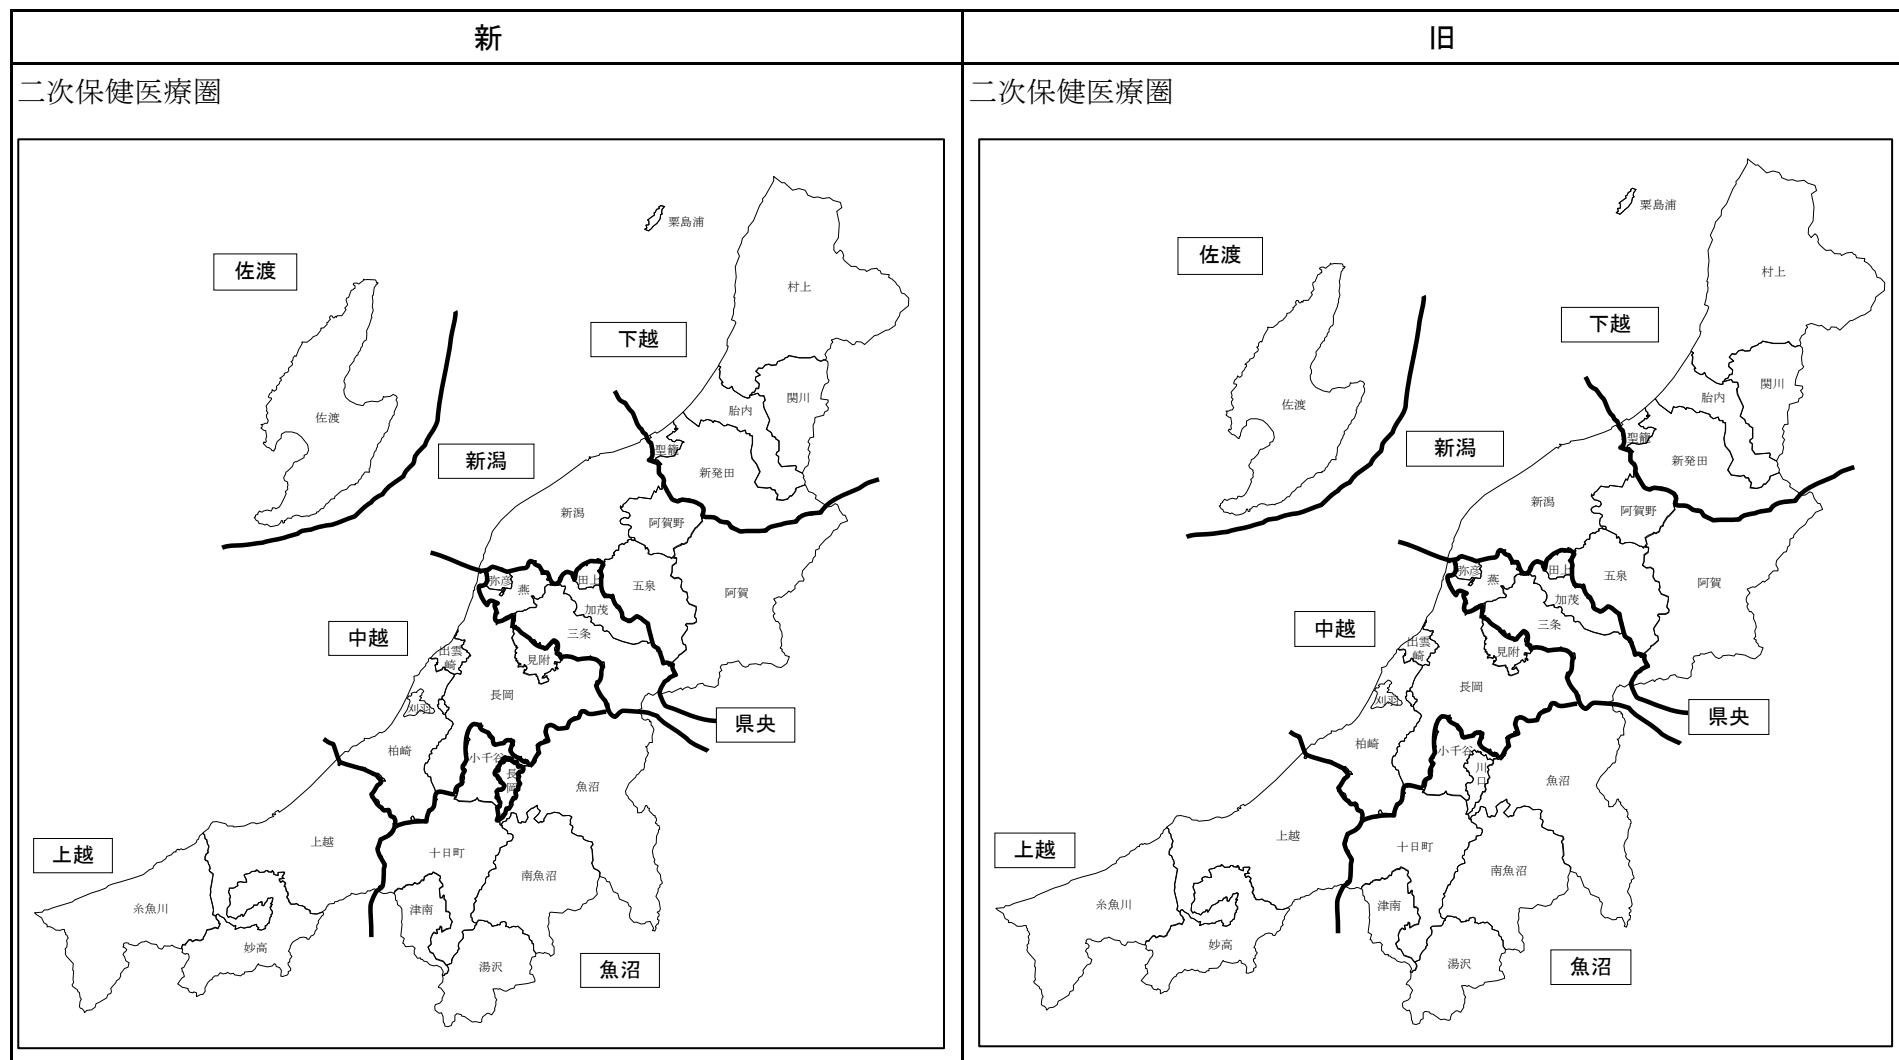 新
旧
二次保健医療圏
二次保健医療圏
粟島浦
佐渡
村上
下越
佐渡
関川
胎内
新潟
聖籠
新発田
新潟
阿賀野
弥彦
田上
燕
五泉
阿賀
加茂
三条
中越
出雲
崎
見附
長岡
刈羽
県央
柏崎
小千谷
長
岡
魚沼
上越
上越
十日町
南魚沼
糸魚川
津南
妙高
湯沢
魚沼
粟島浦
佐渡
村上
下越
関川
胎内
佐渡
新潟
聖籠
新発田
新潟
阿賀野
弥彦
田上
燕
五泉
阿賀
加茂
三条
中越
出雲
崎
見附
長岡
刈羽
県央
柏崎
小千谷
川
口
魚沼
上越
上越
十日町
南魚沼
糸魚川
津南
妙高
湯沢
魚沼